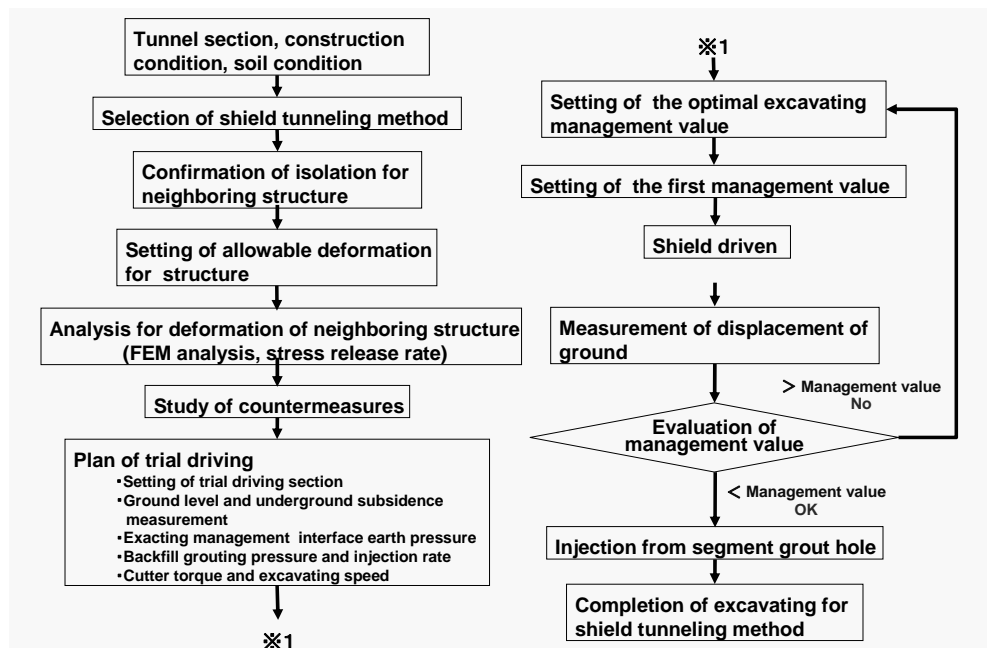 Tunnel section, construction
condition, soil condition
Selection of shield tunneling method
Confirmation of isolation for
neighboring structure
Setting of allowable deformation
for structure
Analysis for deformation of neighboring structure
(FEM analysis, stress release rate)
Study of countermeasures
Plan of trial driving
・Setting of trial driving section
・Ground level and underground subsidence
measurement
・Exacting management interface earth pressure
・Backfill grouting pressure and injection rate
・Cutter torque and excavating speed
※1
※1
Setting of the optimal excavating
management value
Setting of the first management value
Shield driven
Measurement of displacement of
ground
＞ Management value
No
Evaluation of
management value
＜ Management value
OK
Injection from segment grout hole
Completion of excavating for
shield tunneling method